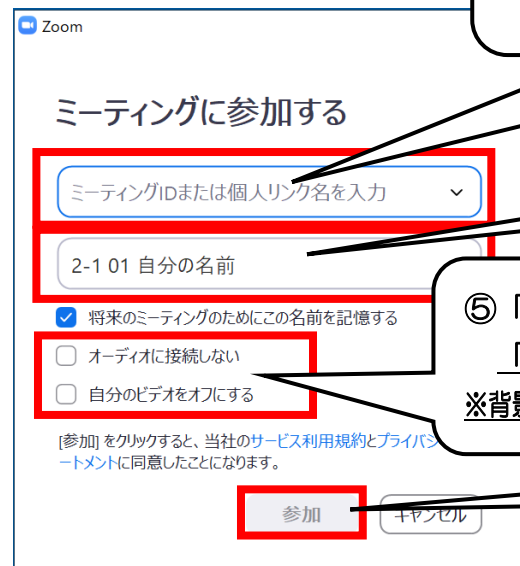 Zoom
ミーティングに参加する
ミーティングIDまたは個人リンク名を入力
2-1 01 自分の名前
将来のミーティングのためにこの名前を記憶する
⑤「
オーディオに接続しない
「
自分のビデオをオフにする
※背景
[参加] をクリックすると、当社のサービス利用規約とプライバシ
ートメントに同意したことになります。
参加
キャンセル